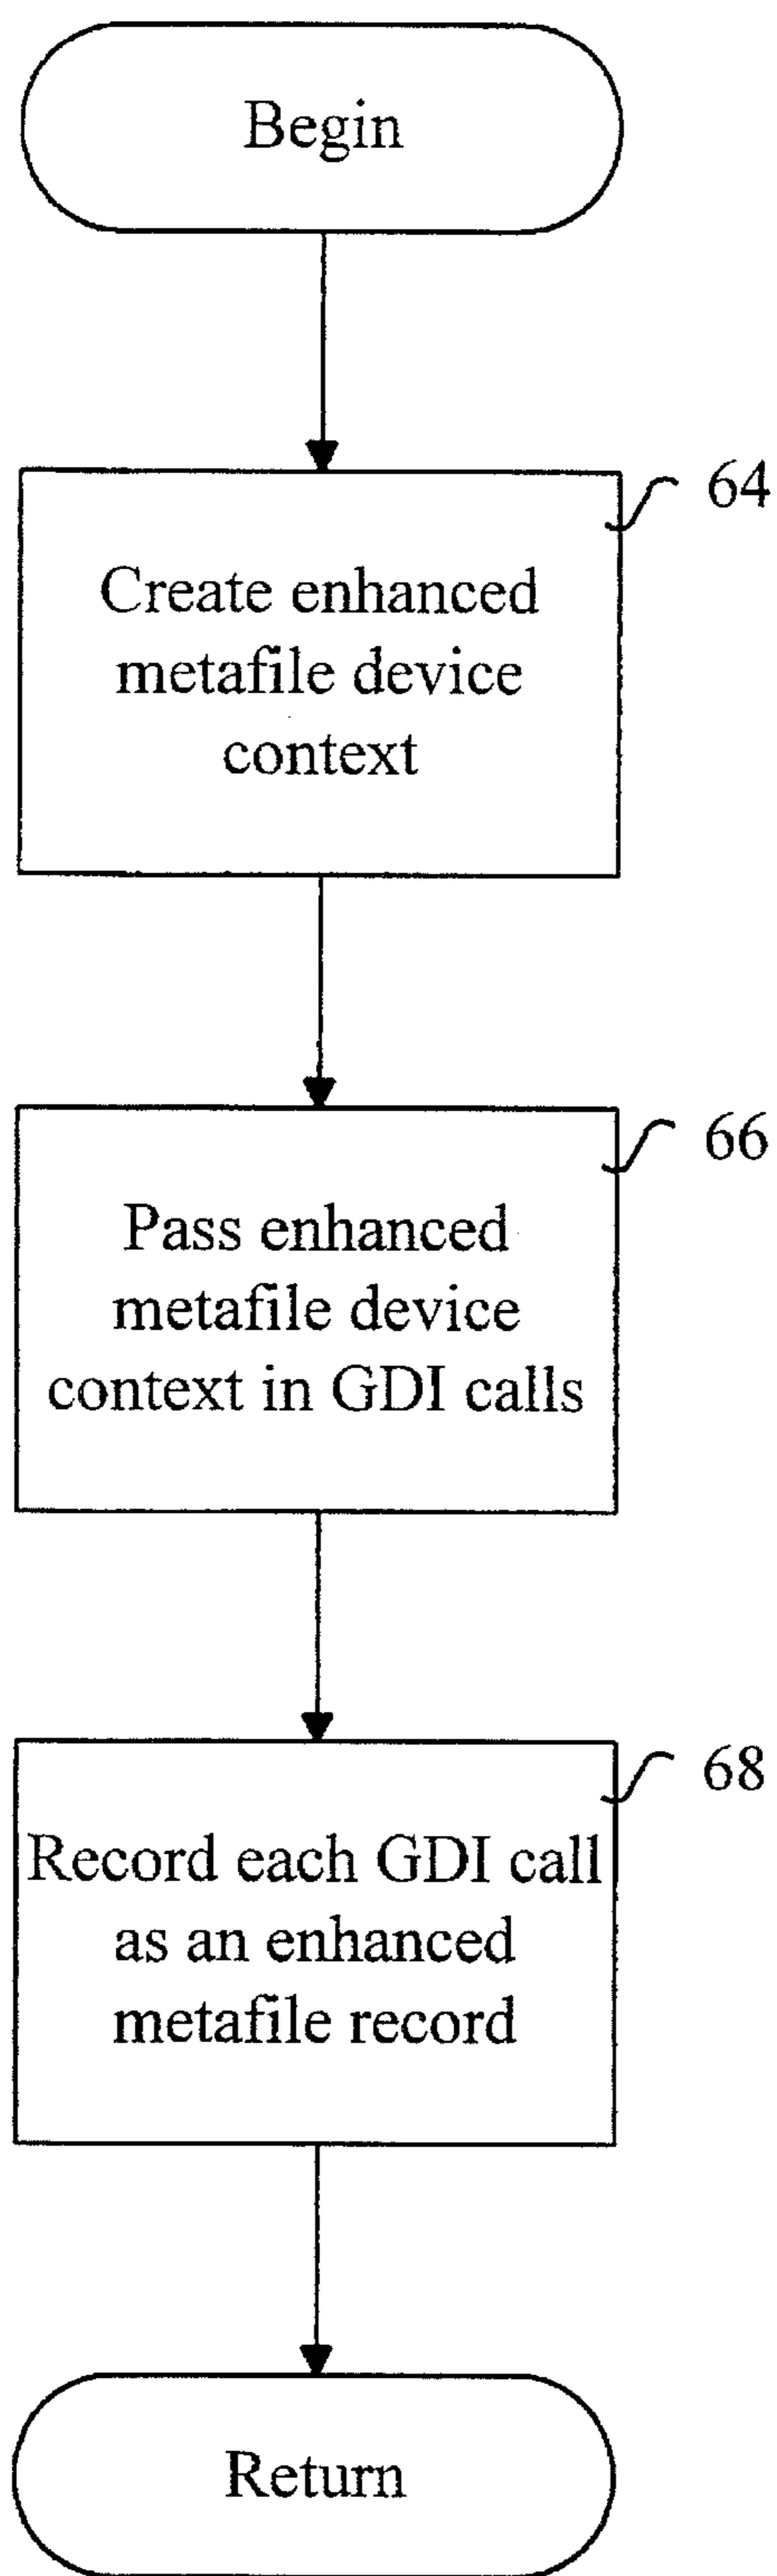 Begin
64
Create enhanced
metafile device
context
66
Pass enhanced
metafile device
context in GDI calls
68
Record each GDI call
as an enhanced
metafile record
Return